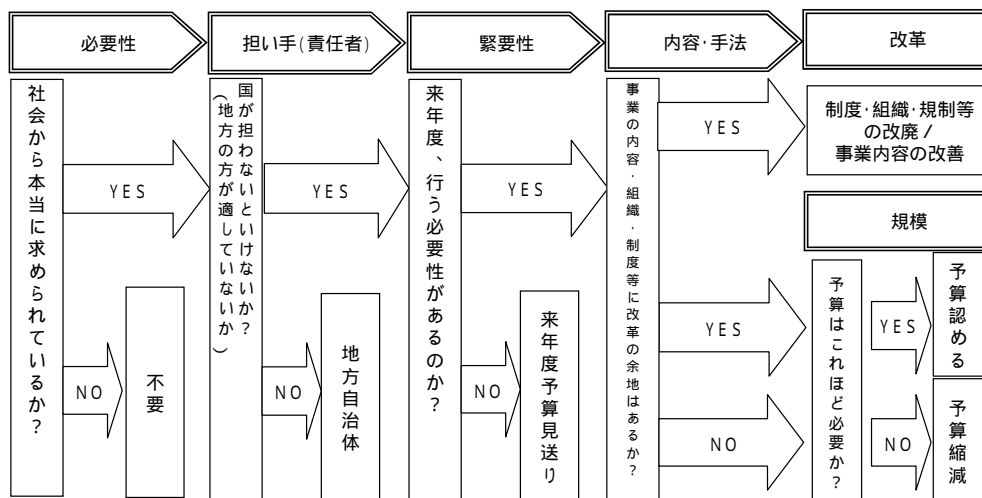 必要性
担い手(責任者)
緊要性
内容・手法
改革
社会から本当に求められているか?
YES
NO
不要
国が担わないといけないか?
(地方の方が適していないか)
YES
NO
地方自治体
来年度、行う必要性があるのか?
YES
NO
来年度予算見送り
事業の内容・組織・制度等に改革の余地はあるか?
YES
制度・組織・規制等
の改廃/
事業内容の改善
規模
YES
NO
予算はこれほど必要か?
YES
予算認める
NO
予算縮減